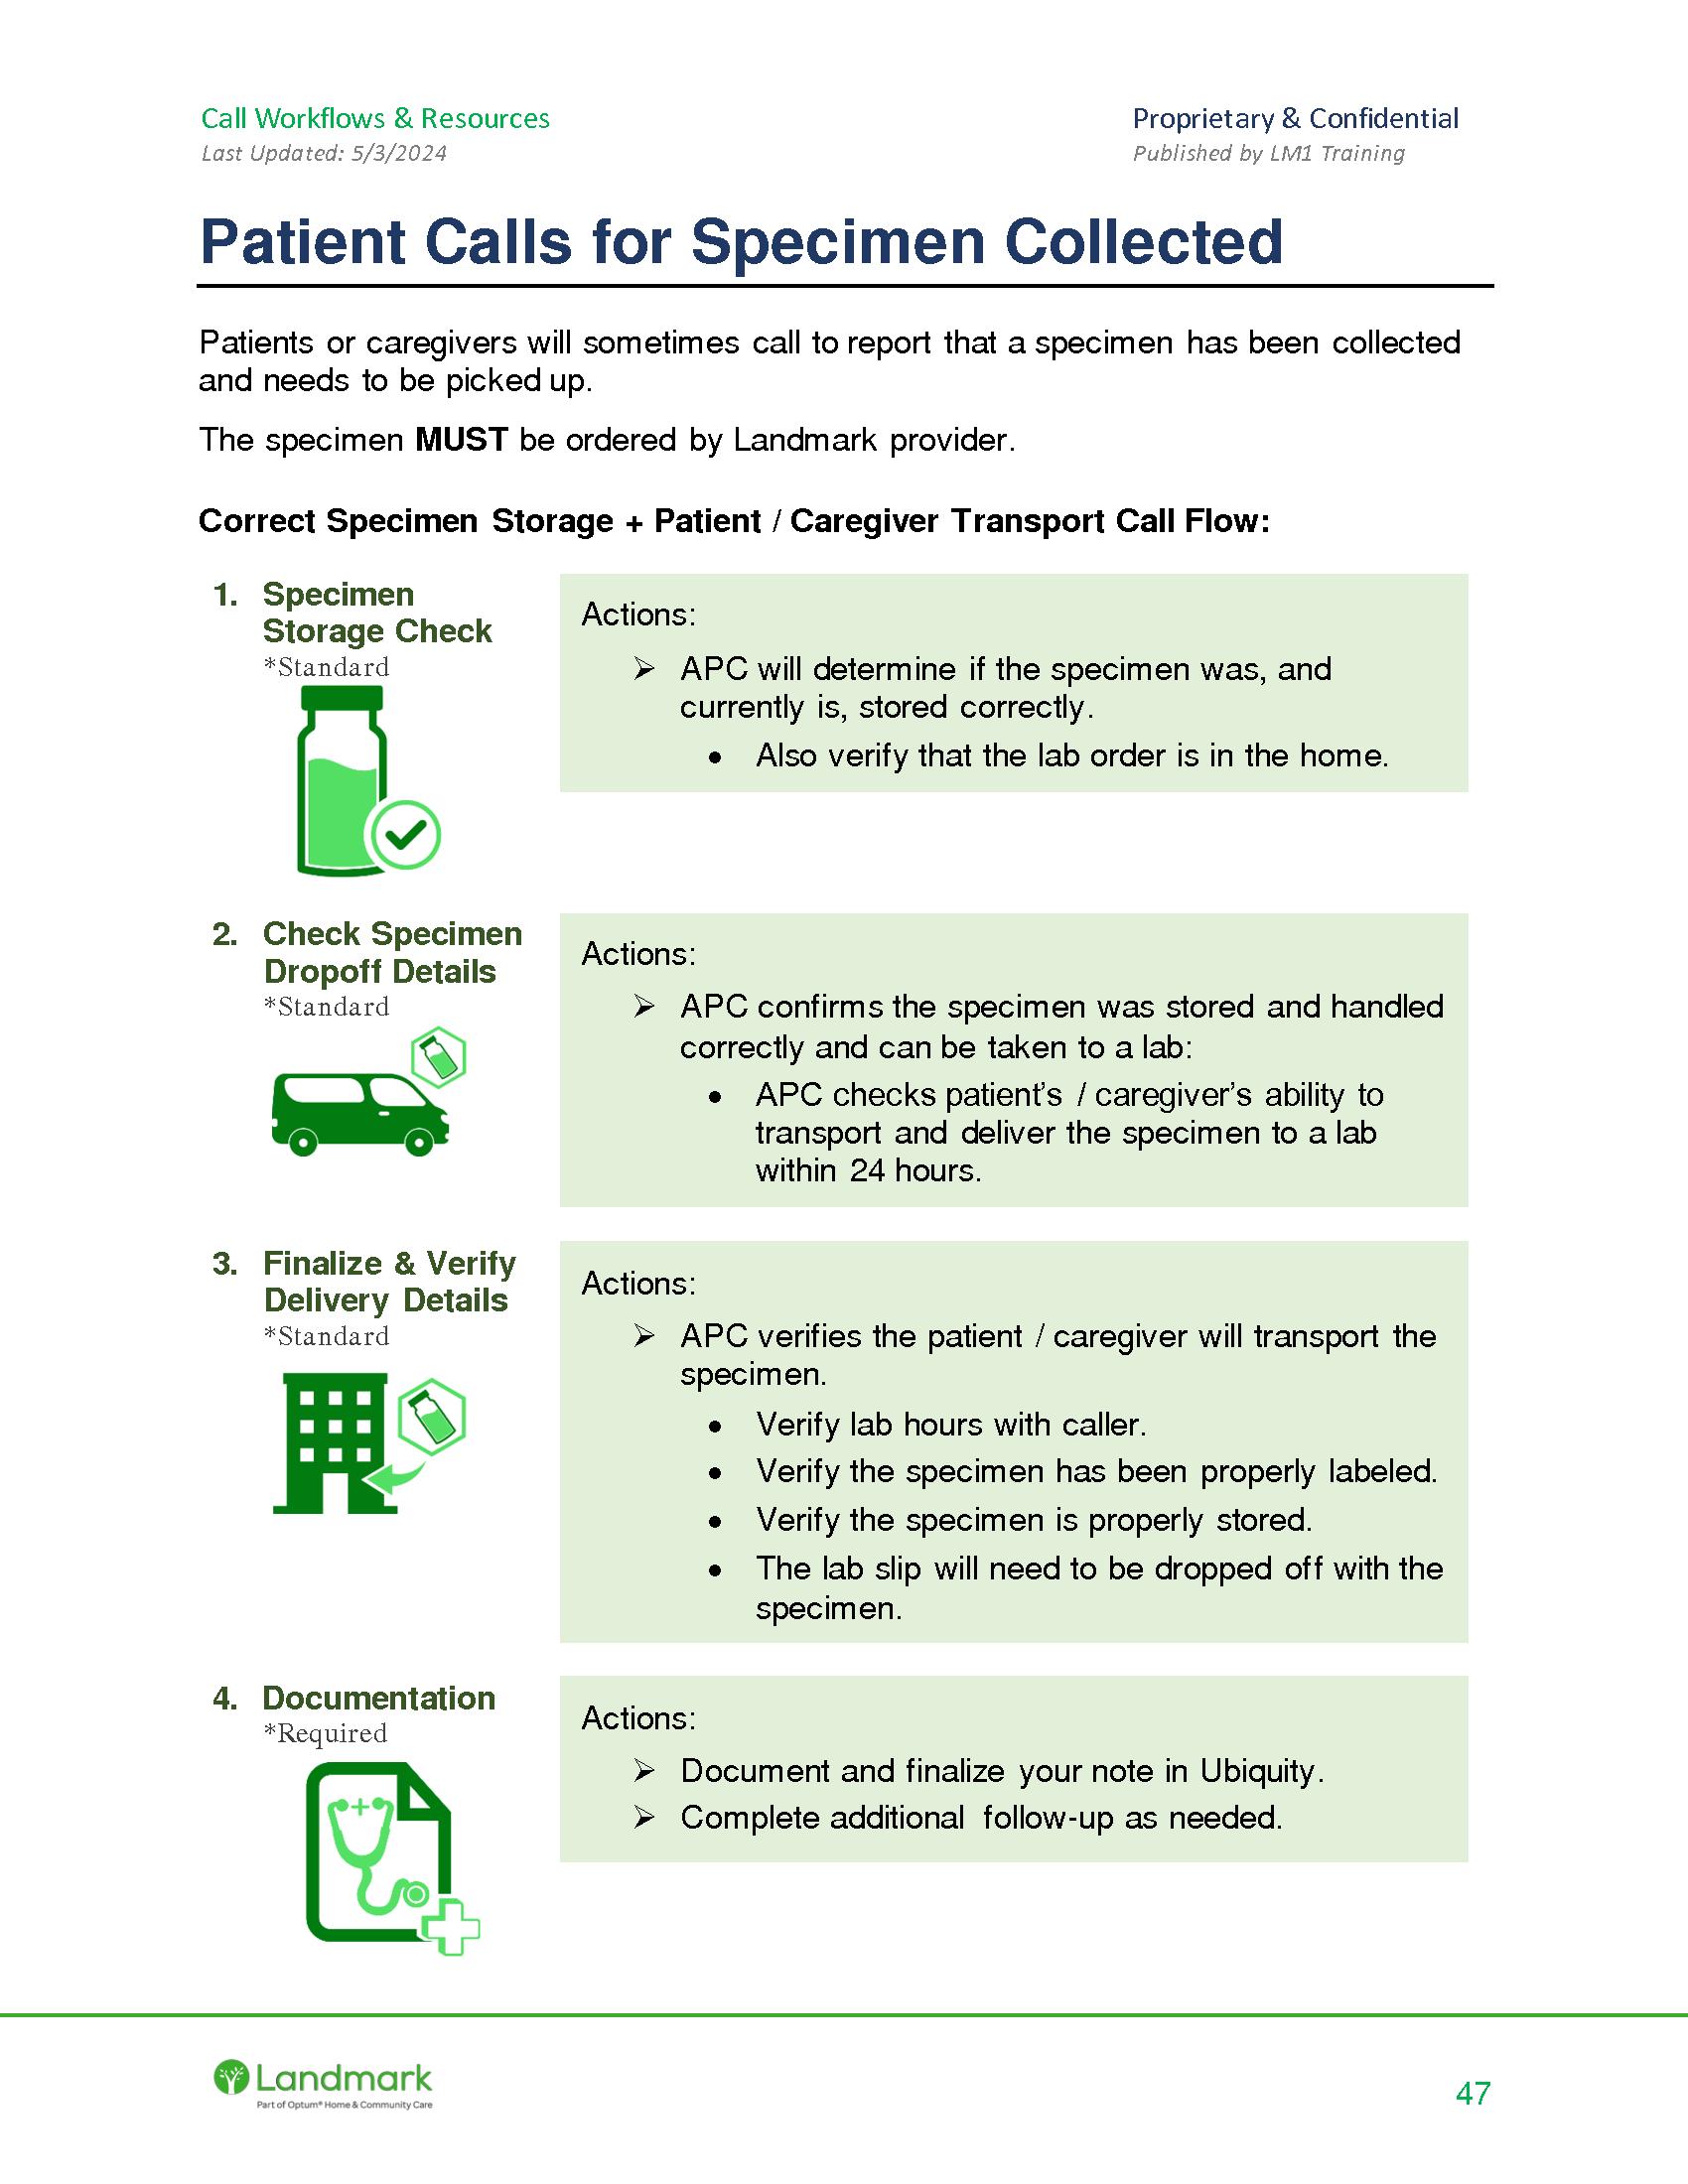 Call Workflows & Resources
Proprietary & Confidential
Last Updated: 5/3/2024
Published by LM1 Training
Patient Calls for Specimen Collected
Patients or caregivers will sometimes call to report that a specimen has been collected
and needs to be picked up.
The specimen MUST be ordered by Landmark provider.
Correct Specimen Storage + Patient / Caregiver Transport Call Flow:
1. Specimen
Storage Check
*Standard
Actions:
➢ APC will determine if the specimen was, and
currently is, stored correctly.
• Also verify that the lab order is in the home.
2. Check Specimen
Dropoff Details
*Standard
Actions:
➢ APC confirms the specimen was stored and handled
correctly and can be taken to a lab:
• APC checks patient’s / caregiver’s ability to
transport and deliver the specimen to a lab
within 24 hours.
3. Finalize & Verify
Delivery Details
*Standard
Actions:
➢ APC verifies the patient / caregiver will transport the
specimen.
• Verify lab hours with caller.
• Verify the specimen has been properly labeled.
• Verify the specimen is properly stored.
• The lab slip will need to be dropped off with the
specimen.
4. Documentation
*Required
Actions:
➢ Document and finalize your note in Ubiquity.
➢ Complete additional follow-up as needed.
Landmark
Part of Optum® Home & Community Care
47